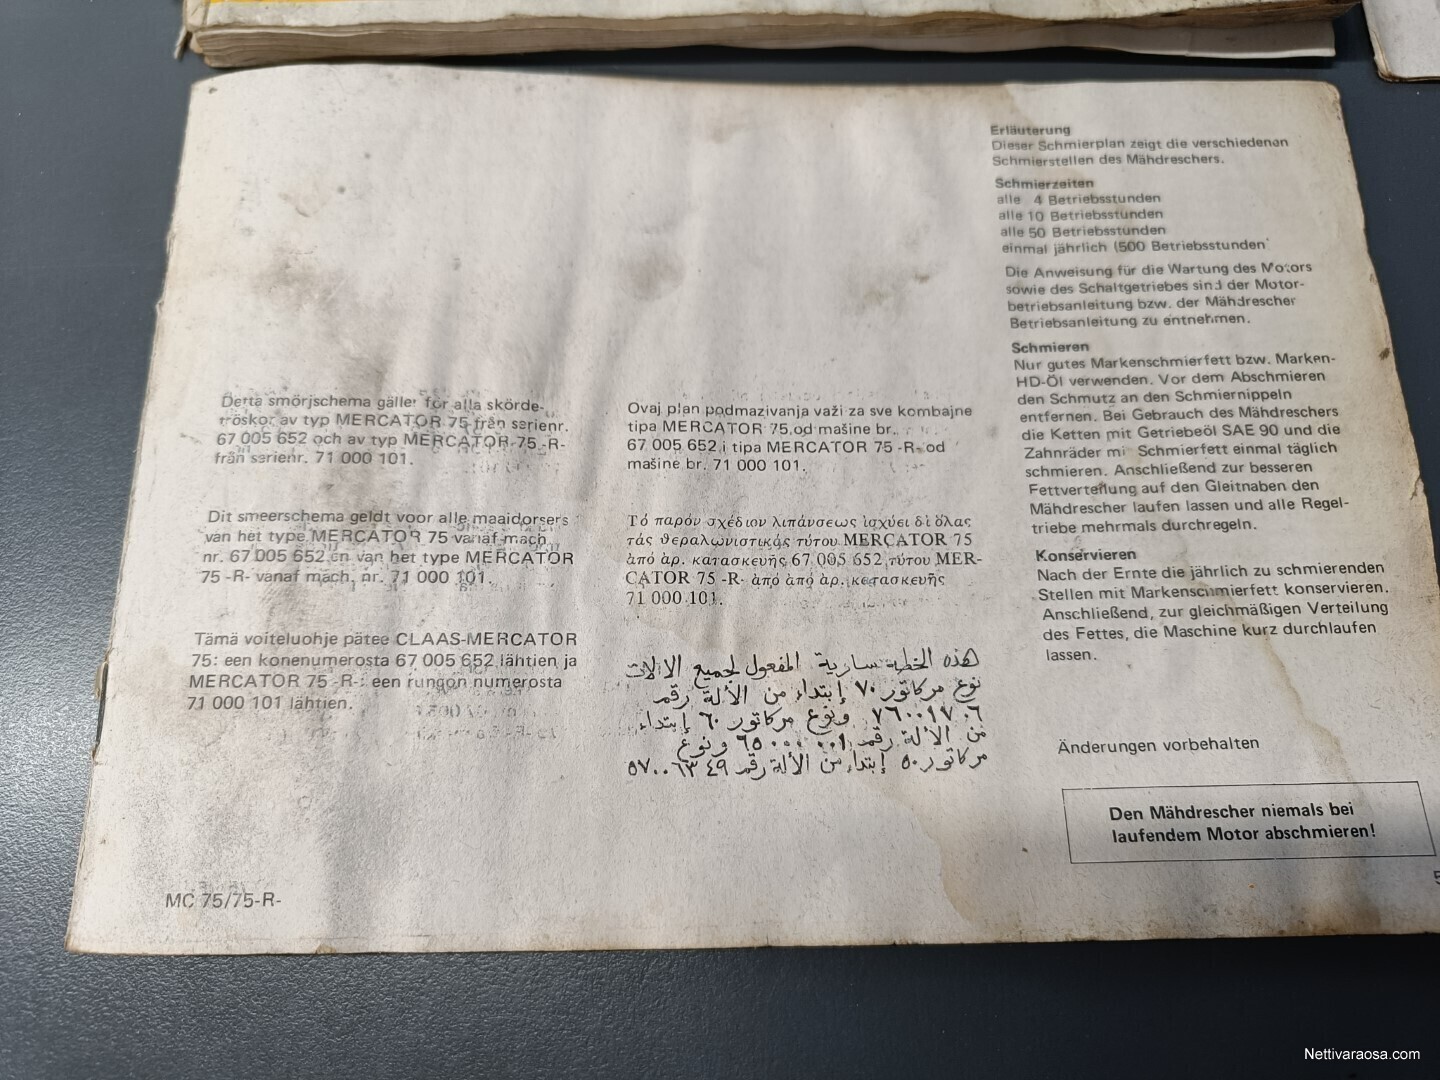 Detta smörjschema gäller för alla skörde-
tröskor av typ MERCATOR 75 från serienr.
67 005 652 och av typ MERCATOR 75 -R-
från serienr. 71 000 101.
Dit smeerschema geldt voor alle maaidorsers
van het type MERCATOR 75 vanaf mach.
nr. 67 005 652 en van het type MERCATOR
75 -R- vanaf mach. nr. 71 000 101.
Tämä voiteluohje pätee CLAAS-MERCATOR
75: een konenumerosta 67 005 652 lähtien ja
MERCATOR 75 -R-: een rungon numerosta
71 000 101 lähtien.
MC 75/75-R-
Ovaj plan podmazivanja važi za sve kombajne
tipa MERCATOR 75 od mašine br.
67 005 652 i tipa MERCATOR 75 -R- od
mašine br. 71 000 101.
Τό παρόν σχέδιον λιπάνσεως ἰσχύει δι ὅλας
τάς θεραλωνιστικάς τύτου MERCATOR 75
ἀπό ἀρ. κατασκευῆς 67 005 652 τύτου MER-
CATOR 75 -R- ἀπό ἀπό ἀρ. κετασκευῆς
71 000 101.
هذه الخطية سارية المفعول لجميع الالات
نوع مركاتور ٧٠ إبتداء من الألة رقم
٧٦٠٠١٧٠٦ ونوع مركاتور ٦٠ إبتداء
من الألة رقم ونوع
مركاتور ٥٠ إبتداء من الألة رقم ٥٧٠٠٦٣٤٩
Erläuterung
Dieser Schmierplan zeigt die verschiedenen
Schmierstellen des Mähdreschers.
Schmierzeiten
alle 4 Betriebsstunden
alle 10 Betriebsstunden
alle 50 Betriebsstunden
einmal jährlich (500 Betriebsstunden
Die Anweisung für die Wartung des Motors
sowie des Schaltgetriebes sind der Motor-
betriebsanleitung bzw. der Mähdrescher
Betriebsanleitung zu entnehmen.
Schmieren
Nur gutes Markenschmierfett bzw. Marken-
HD-Öl verwenden. Vor dem Abschmieren
den Schmutz an den Schmiernippeln
entfernen. Bei Gebrauch des Mähdreschers
die Ketten mit Getriebeöl SAE 90 und die
Zahnräder mit Schmierfett einmal täglich
schmieren. Anschließend zur besseren
Fettverteilung auf den Gleitnaben den
Mähdrescher laufen lassen und alle Regel-
triebe mehrmals durchregeln.
Konservieren
Nach der Ernte die jährlich zu schmierenden
Stellen mit Markenschmierfett konservieren.
Anschließend, zur gleichmäßigen Verteilung
des Fettes, die Maschine kurz durchlaufen
lassen.
Änderungen vorbehalten
Den Mähdrescher niemals bei
laufendem Motor abschmieren!
Nettivaraosa.com